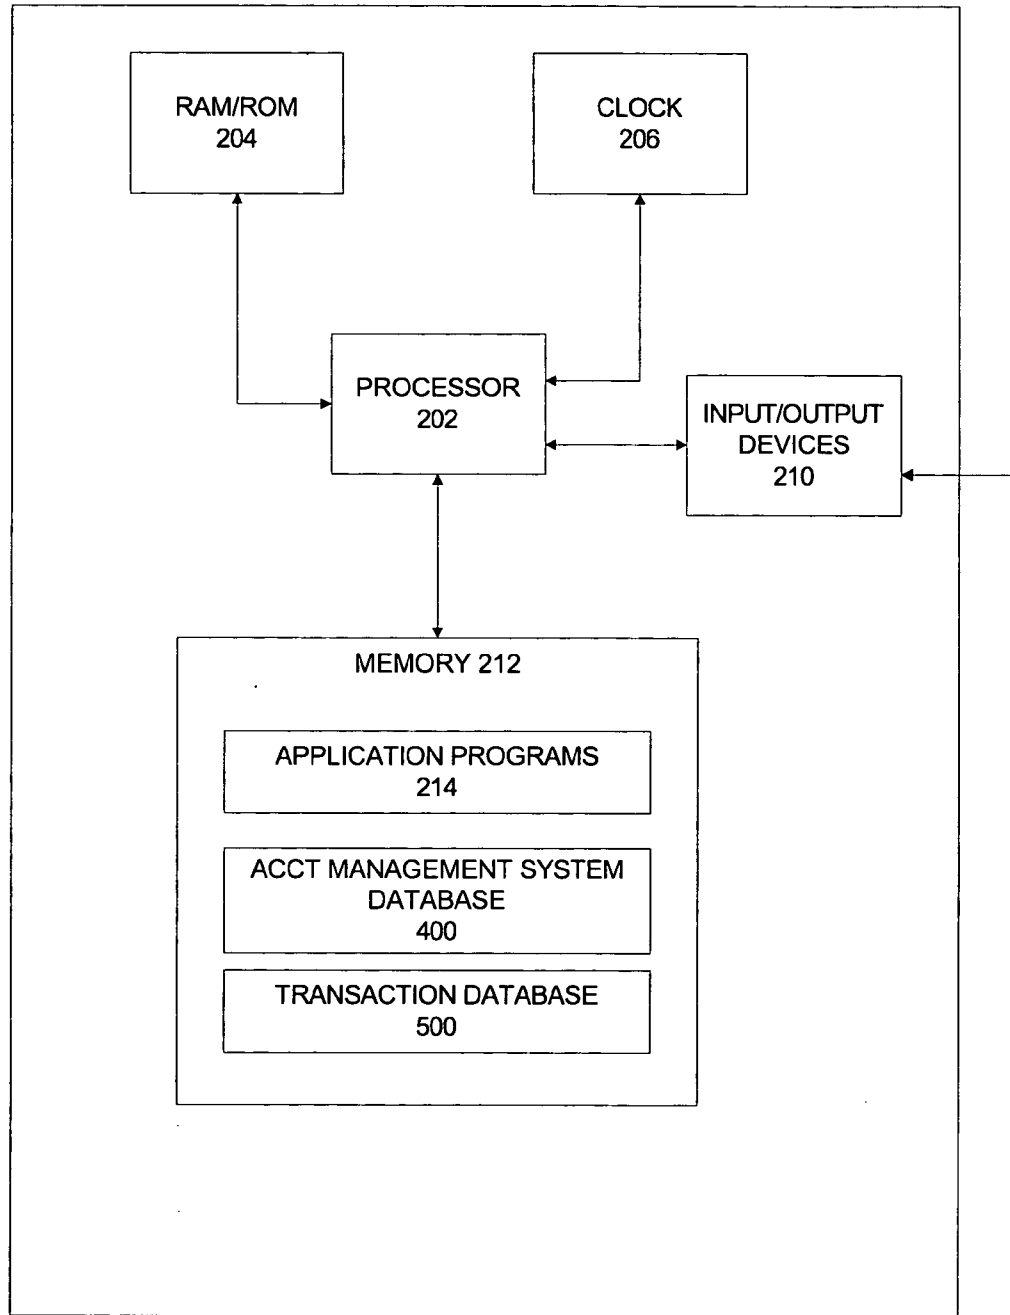 RAM/ROM
204
CLOCK
206
PROCESSOR
202
INPUT/OUTPUT
DEVICES
210
MEMORY 212
APPLICATION PROGRAMS
214
ACCT MANAGEMENT SYSTEM
DATABASE
400
TRANSACTION DATABASE
500